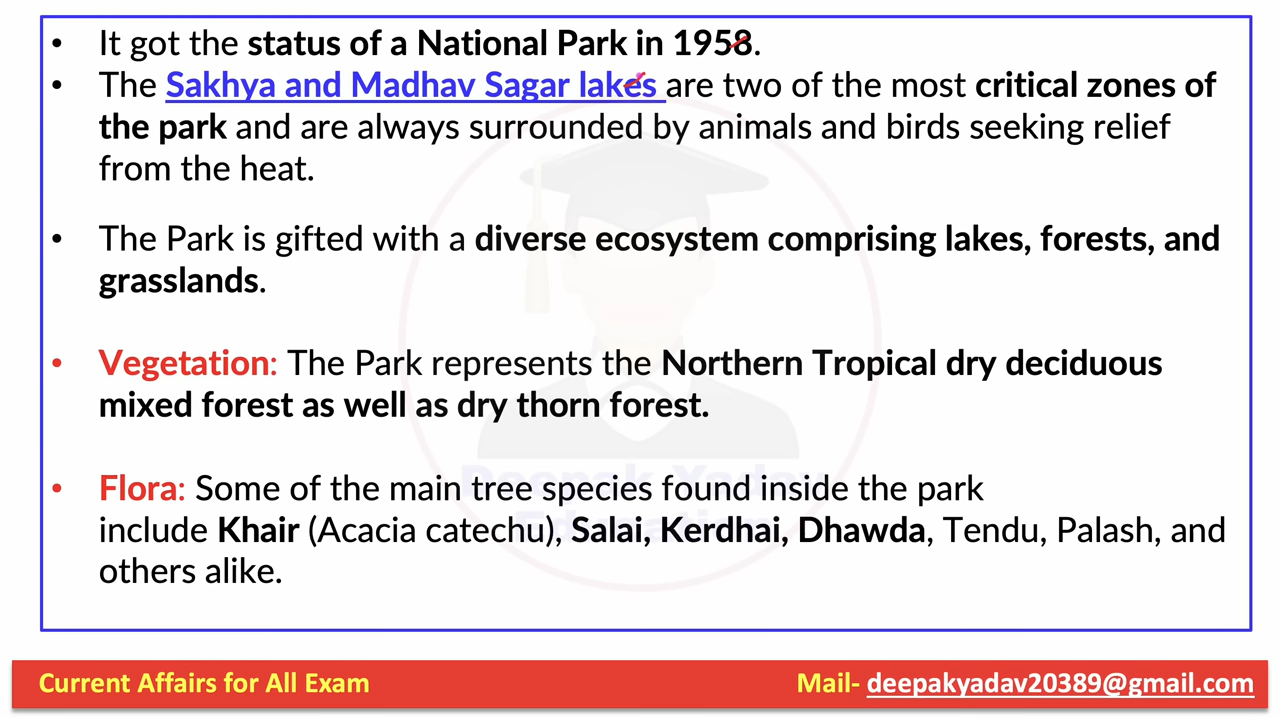 • It got the status of a National Park in 1958.
• The Sakhya and Madhav Sagar lakes are two of the most critical zones of
the park and are always surrounded by animals and birds seeking relief
from the heat.
• The Park is gifted with a diverse ecosystem comprising lakes, forests, and
grasslands.
• Vegetation: The Park represents the Northern Tropical dry deciduous
mixed forest as well as dry thorn forest.
• Flora: Some of the main tree species found inside the park
include Khair (Acacia catechu), Salai, Kerdhai, Dhawda, Tendu, Palash, and
others alike.
Deepak Yadav
Education
Current Affairs for All Exam
Mail- deepakyadav20389@gmail.com